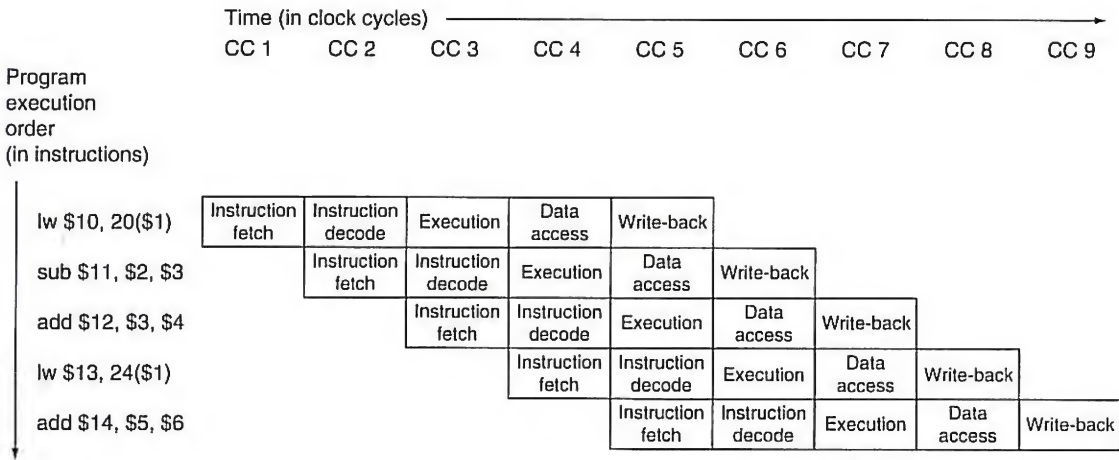 Time (in clock cycles)
CC 1 CC 2 CC 3 CC 4 CC 5 CC 6 CC 7 CC 8 CC 9
Program
execution
order
(in instructions)
lw $10, 20($1)
Instruction fetch
Instruction decode
Execution
Data access
Write-back
sub $11, $2, $3
Instruction fetch
Instruction decode
Execution
Data access
Write-back
add $12, $3, $4
Instruction fetch
Instruction decode
Execution
Data access
Write-back
lw $13, 24($1)
Instruction fetch
Instruction decode
Execution
Data access
Write-back
add $14, $5, $6
Instruction fetch
Instruction decode
Execution
Data access
Write-back